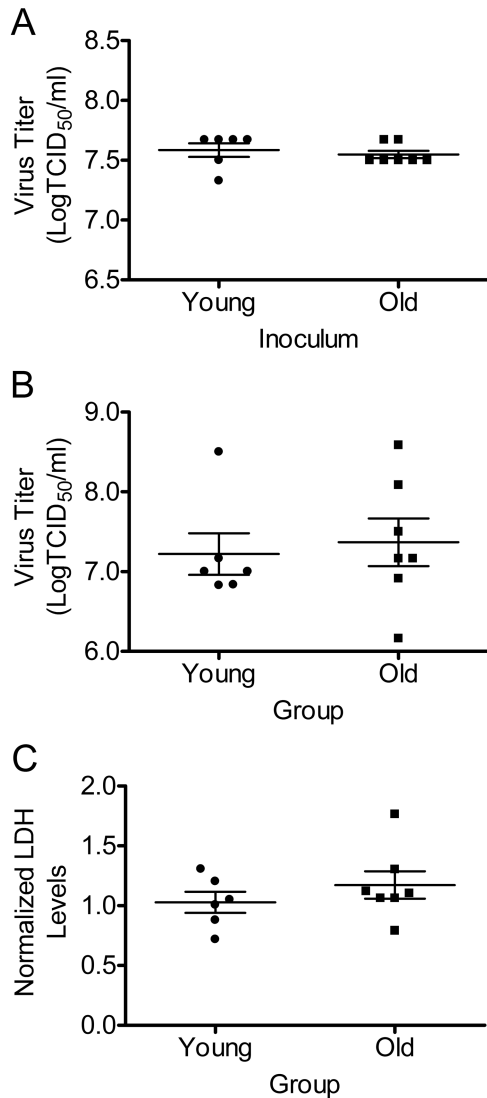 A
Virus Titer
(LogTCID50/ml)
8.5
8.0
7.5
7.0
6.5
Young
Old
Inoculum
B
Virus Titer
(LogTCID50/ml)
9.0
8.0
7.0
6.0
Young
Old
Group
C
Normalized LDH
Levels
2.0
1.5
1.0
0.5
0.0
Young
Old
Group